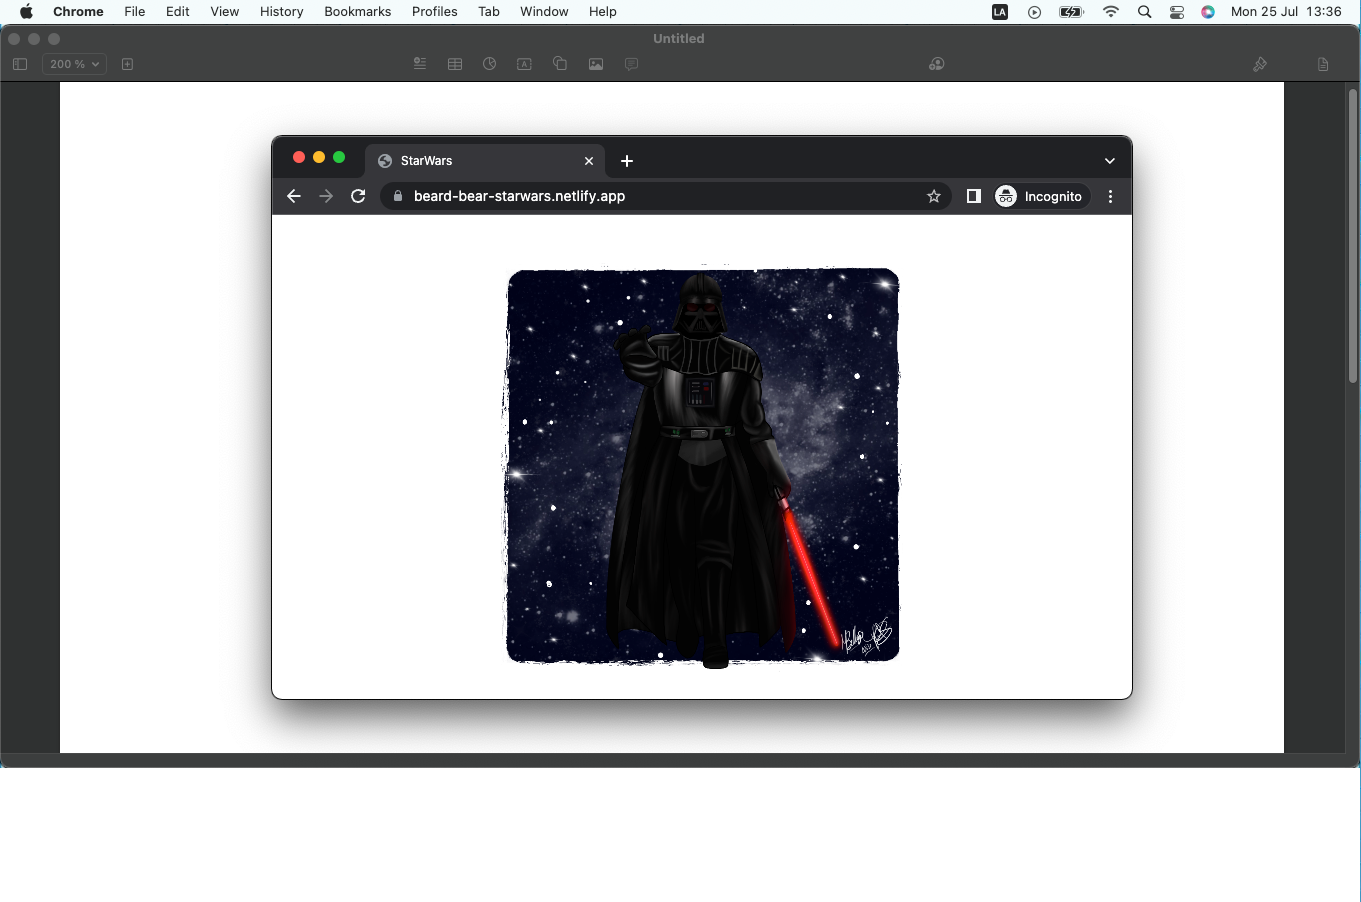 Chrome File Edit View History Bookmarks Profiles Tab Window Help LA Mon 25 Jul 13:36
Untitled
200 %
A
StarWars
beard-bear-starwars.netlify.app Incognito